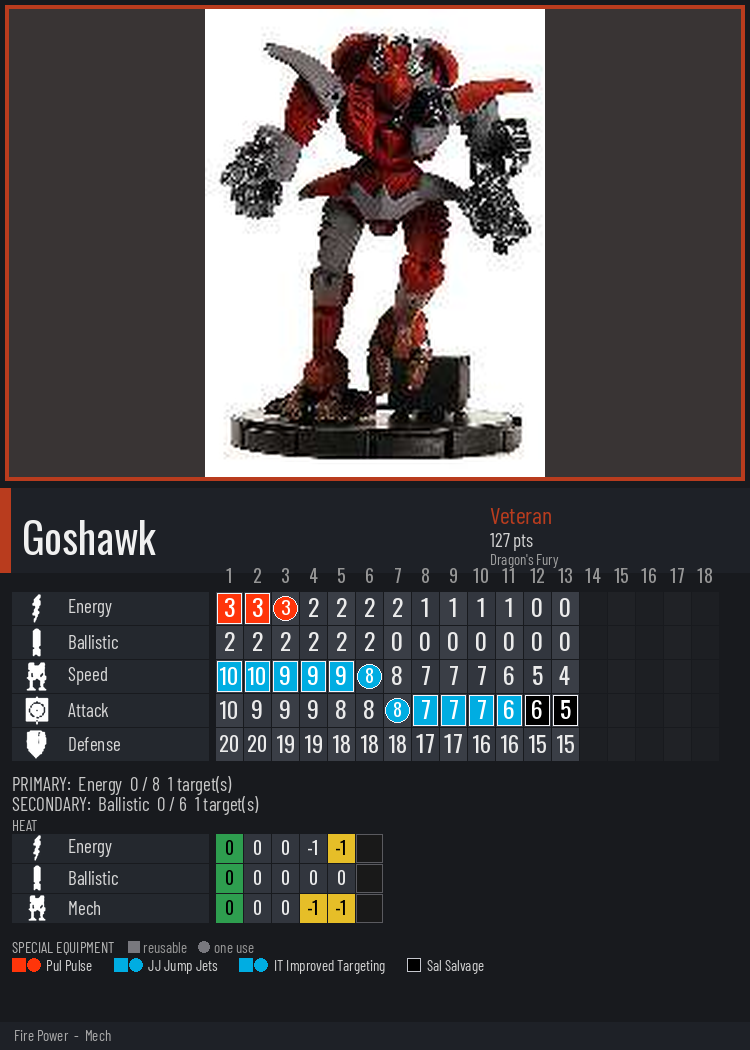 Goshawk
Veteran
127 pts
Dragon's Fury
1 2 3 4 5 6 7 8 9 10 11 12 13 14 15 16 17 18
Energy 3 3 3 2 2 2 2 1 1 1 1 0 0
Ballistic 2 2 2 2 2 2 0 0 0 0 0 0 0
Speed 10 10 9 9 9 8 8 7 7 7 6 5 4
Attack 10 9 9 9 8 8 8 7 7 7 6 6 5
Defense 20 20 19 19 18 18 18 17 17 16 16 15 15
PRIMARY: Energy 0 / 8 1 target(s)
SECONDARY: Ballistic 0 / 6 1 target(s)
HEAT
Energy 0 0 0 -1 -1
Ballistic 0 0 0 0 0
Mech 0 0 0 -1 -1
SPECIAL EQUIPMENT reusable one use
Pul Pulse JJ Jump Jets IT Improved Targeting Sal Salvage
Fire Power - Mech